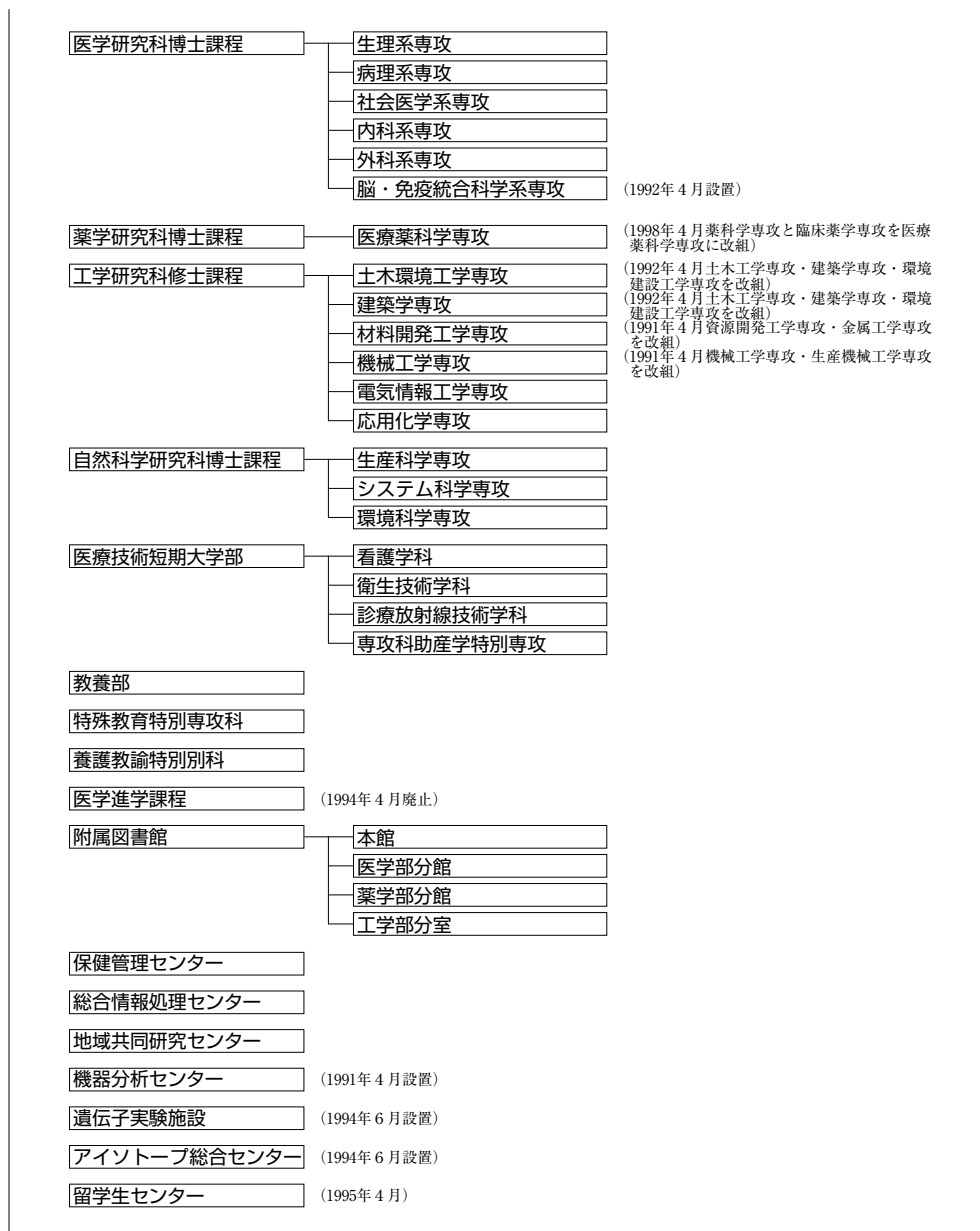 医学研究科博士課程
生理系専攻
病理系専攻
社会医学系専攻
内科系専攻
外科系専攻
脳・免疫統合科学系専攻
（1992年４月設置）
薬学研究科博士課程
医療薬科学専攻
（1998年４月薬科学専攻と臨床薬学専攻を医療
薬科学専攻に改組）
工学研究科修士課程
土木環境工学専攻
（1992年４月土木工学専攻・建築学専攻・環境
建設工学専攻を改組）
建築学専攻
（1992年４月土木工学専攻・建築学専攻・環境
建設工学専攻を改組）
材料開発工学専攻
（1991年４月資源開発工学専攻・金属工学専攻
を改組）
機械工学専攻
（1991年４月機械工学専攻・生産機械工学専攻
を改組）
電気情報工学専攻
応用化学専攻
自然科学研究科博士課程
生産科学専攻
システム科学専攻
環境科学専攻
医療技術短期大学部
看護学科
衛生技術学科
診療放射線技術学科
専攻科助産学特別専攻
教養部
特殊教育特別専攻科
養護教諭特別別科
医学進学課程
（1994年４月廃止）
附属図書館
本館
医学部分館
薬学部分館
工学部分室
保健管理センター
総合情報処理センター
地域共同研究センター
機器分析センター
（1991年４月設置）
遺伝子実験施設
（1994年６月設置）
アイソトープ総合センター
（1994年６月設置）
留学生センター
（1995年４月）